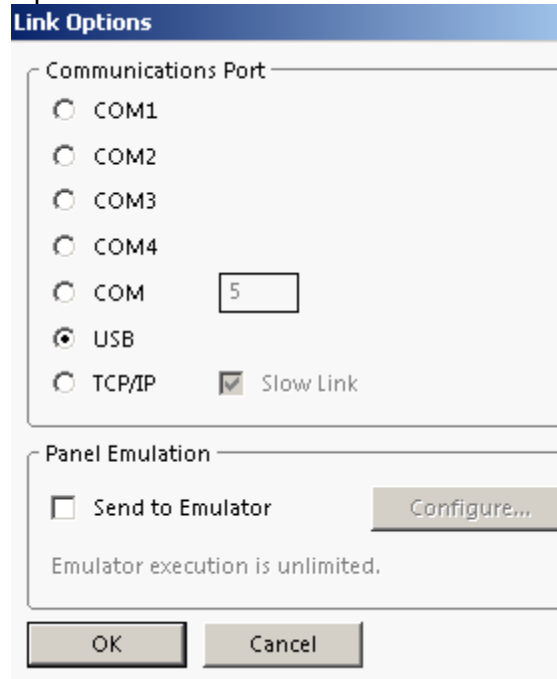 Link Options
Communications Port
COM1
COM2
COM3
COM4
COM 5
USB
TCP/IP Slow Link
Panel Emulation
Send to Emulator Configure...
Emulator execution is unlimited.
OK Cancel